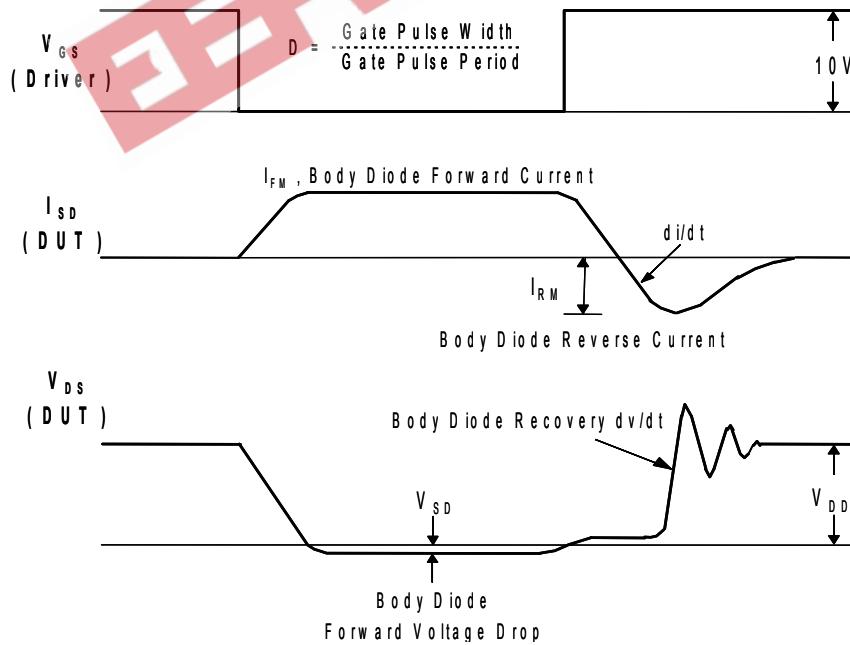 VGS
(Driver)
D = Gate Pulse Width
Gate Pulse Period
10V
IFM , Body Diode Forward Current
ISD
(DUT)
di/dt
IRM
Body Diode Reverse Current
VDS
(DUT)
Body Diode Recovery dv/dt
VSD
VDD
Body Diode
Forward Voltage Drop